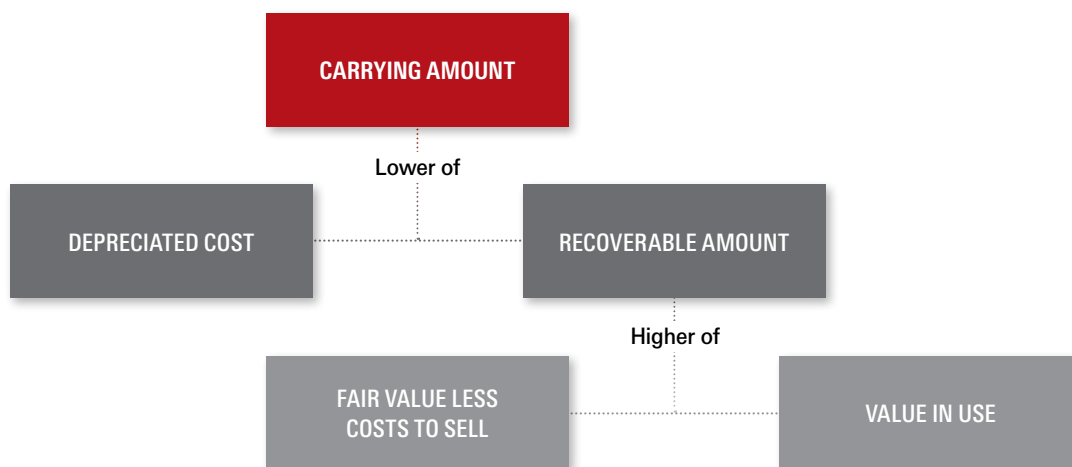 CARRYING AMOUNT
Lower of
DEPRECIATED COST
RECOVERABLE AMOUNT
Higher of
FAIR VALUE LESS
COSTS TO SELL
VALUE IN USE